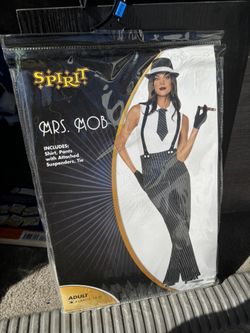 SPIRIT
MRS. MOB
INCLUDES:
Shirt, Pants
with Attached
Suspenders, Tie
ADULT